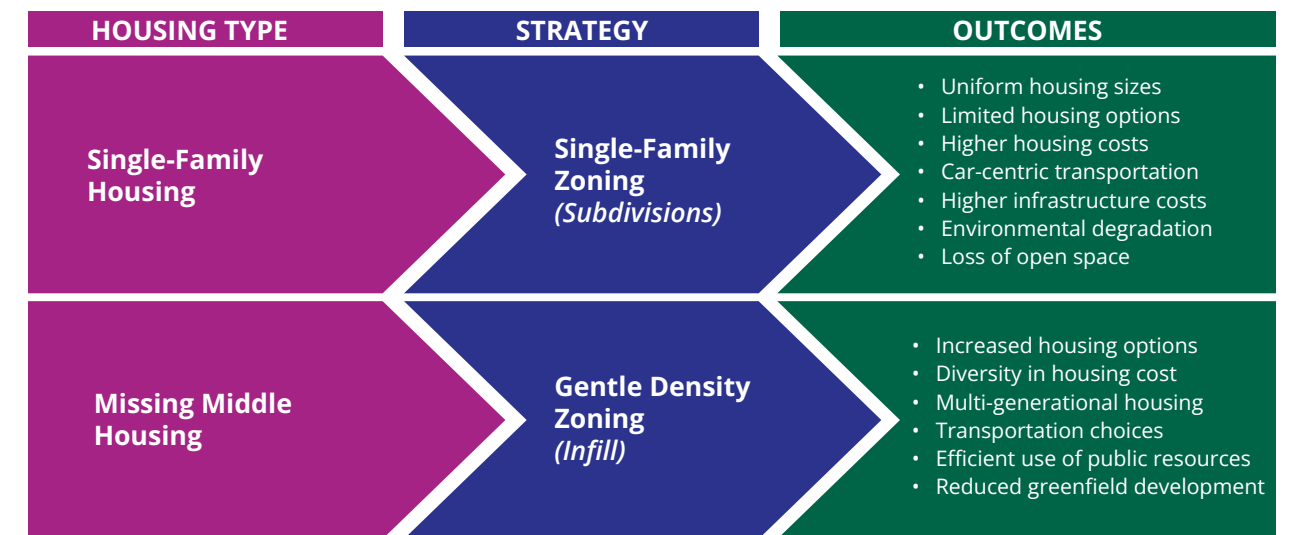 HOUSING TYPE
STRATEGY
OUTCOMES
Single-Family
Housing
Single-Family
Zoning
(Subdivisions)
• Uniform housing sizes
• Limited housing options
• Higher housing costs
• Car-centric transportation
• Higher infrastructure costs
• Environmental degradation
• Loss of open space
Missing Middle
Housing
Gentle Density
Zoning
(Infill)
• Increased housing options
• Diversity in housing cost
• Multi-generational housing
• Transportation choices
• Efficient use of public resources
• Reduced greenfield development